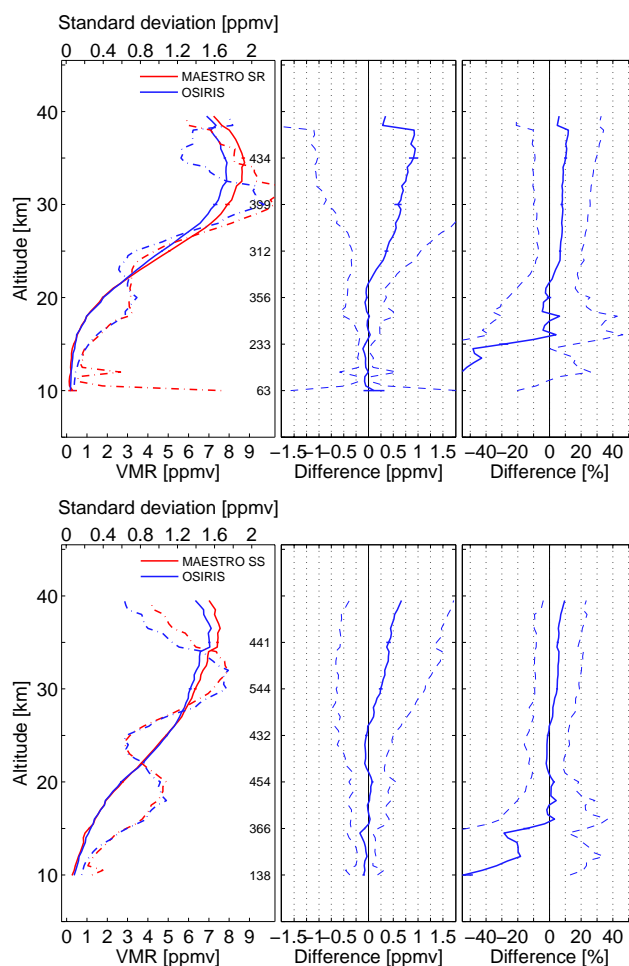 Standard deviation [ppmv]
0 0.4 0.8 1.2 1.6 2
MAESTRO SR
OSIRIS
40
30
20
10
Altitude [km]
434
399
312
356
233
63
0 1 2 3 4 5 6 7 8 9
VMR [ppmv]
−1.5 −1 −0.5 0 0.5 1 1.5
Difference [ppmv]
−40 −20 0 20 40
Difference [%]
Standard deviation [ppmv]
0 0.4 0.8 1.2 1.6 2
MAESTRO SS
OSIRIS
40
30
20
10
Altitude [km]
441
544
432
454
366
138
0 1 2 3 4 5 6 7 8 9
VMR [ppmv]
−1.5 −1 −0.5 0 0.5 1 1.5
Difference [ppmv]
−40 −20 0 20 40
Difference [%]